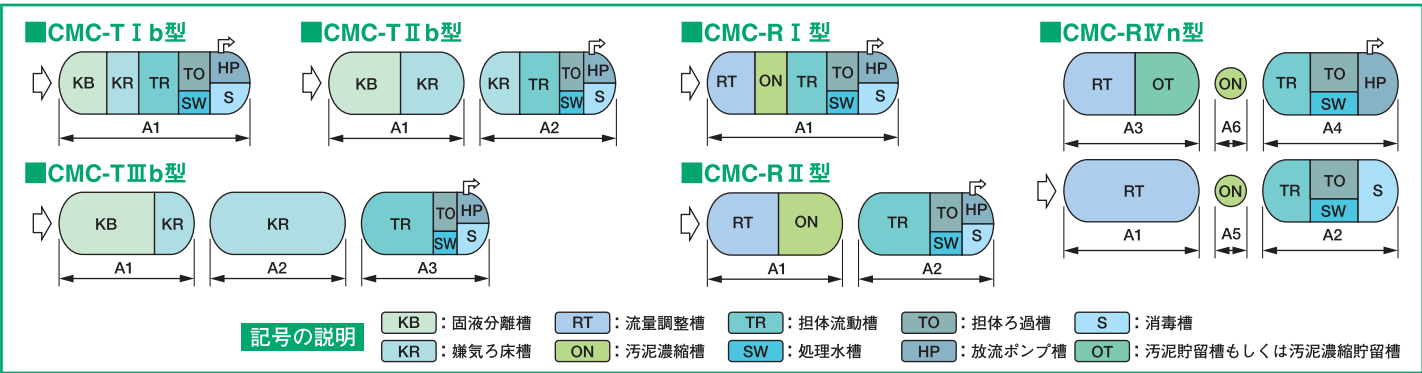 ■CMC-TⅠb型
KB KR TR TO SW HP S
A1
■CMC-TⅡb型
KB KR KR TR TO SW HP S
A1 A2
■CMC-RⅠ型
RT ON TR TO SW HP S
A1
■CMC-RⅣn型
RT OT ON TR TO SW HP
A3 A6 A4
RT ON TR TO SW S
A1 A5 A2
■CMC-TⅢb型
KB KR KR TR TO SW HP S
A1 A2 A3
■CMC-RⅡ型
RT ON TR TO SW HP S
A1 A2
記号の説明
KB：固液分離槽 RT：流量調整槽 TR：担体流動槽 TO：担体ろ過槽 S：消毒槽
KR：嫌気ろ床槽 ON：汚泥濃縮槽 SW：処理水槽 HP：放流ポンプ槽 OT：汚泥貯留槽もしくは汚泥濃縮貯留槽